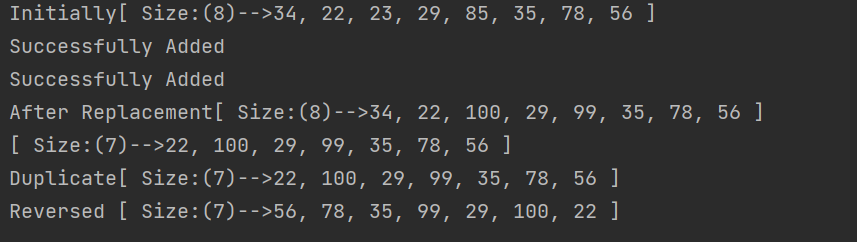 Initially[ Size:(8)-->34, 22, 23, 29, 85, 35, 78, 56 ]
Successfully Added
Successfully Added
After Replacement[ Size:(8)-->34, 22, 100, 29, 99, 35, 78, 56 ]
[ Size:(7)-->22, 100, 29, 99, 35, 78, 56 ]
Duplicate[ Size:(7)-->22, 100, 29, 99, 35, 78, 56 ]
Reversed [ Size:(7)-->56, 78, 35, 99, 29, 100, 22 ]